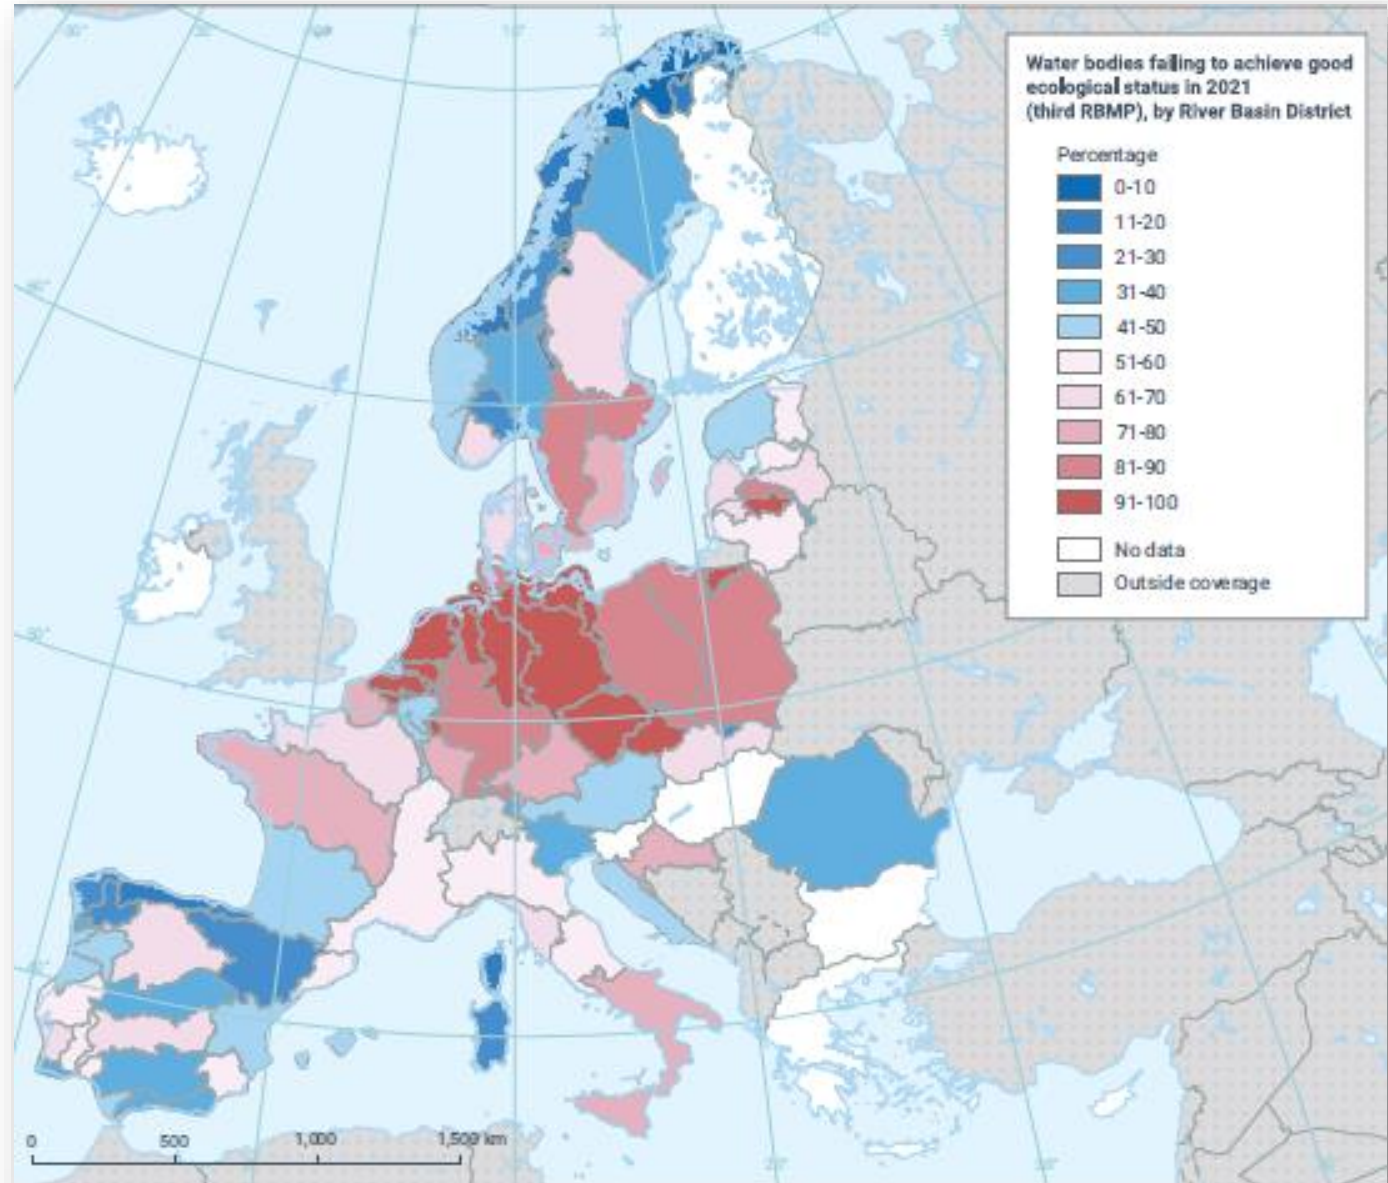 Water bodies failing to achieve good
ecological status in 2021
(third RBMP), by River Basin District
Percentage
0-10
11-20
21-30
31-40
41-50
51-60
61-70
71-80
81-90
91-100
No data
Outside coverage
0
500
1,000
1,500 km